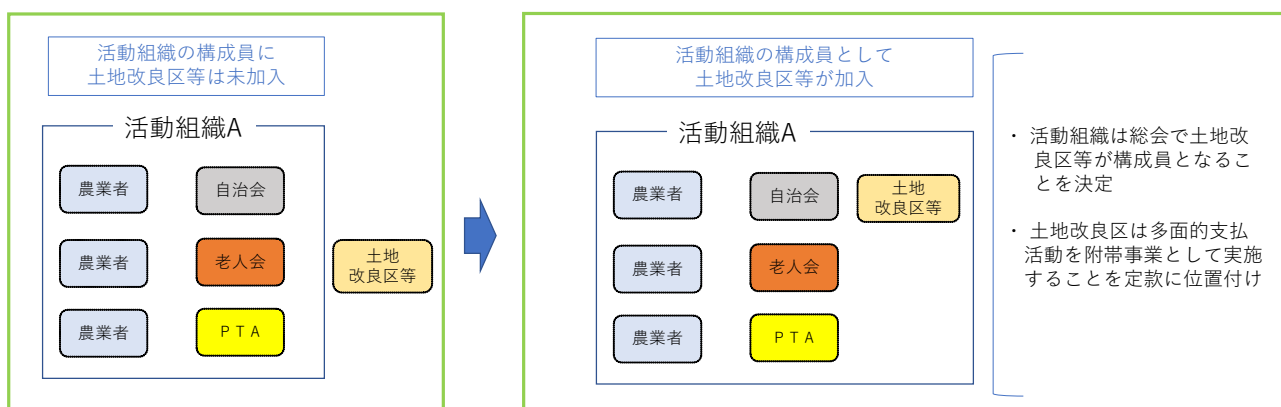 活動組織の構成員に
土地改良区等は未加入
活動組織A
農業者
自治会
農業者
老人会
土地
改良区等
農業者
ＰＴＡ
活動組織の構成員として
土地改良区等が加入
活動組織A
農業者
自治会
土地
改良区等
農業者
老人会
農業者
ＰＴＡ
・ 活動組織は総会で土地改
良区等が構成員となるこ
とを決定
・ 土地改良区は多面的支払
活動を附帯事業として実施
することを定款に位置付け